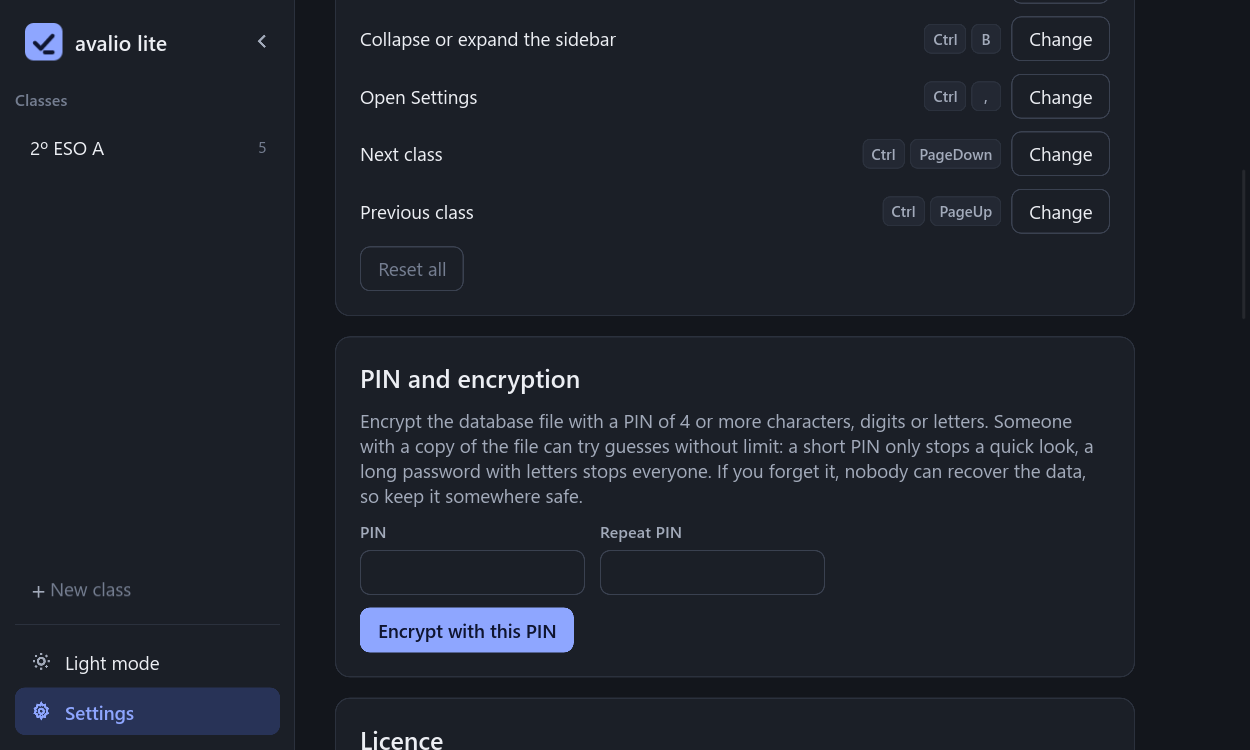 avalio lite
Classes
2º ESO A 5
+ New class
Light mode
Settings
Collapse or expand the sidebar Ctrl B Change
Open Settings Ctrl , Change
Next class Ctrl PageDown Change
Previous class Ctrl PageUp Change
Reset all
PIN and encryption
Encrypt the database file with a PIN of 4 or more characters, digits or letters. Someone
with a copy of the file can try guesses without limit: a short PIN only stops a quick look, a
long password with letters stops everyone. If you forget it, nobody can recover the data,
so keep it somewhere safe.
PIN Repeat PIN
Encrypt with this PIN
Licence